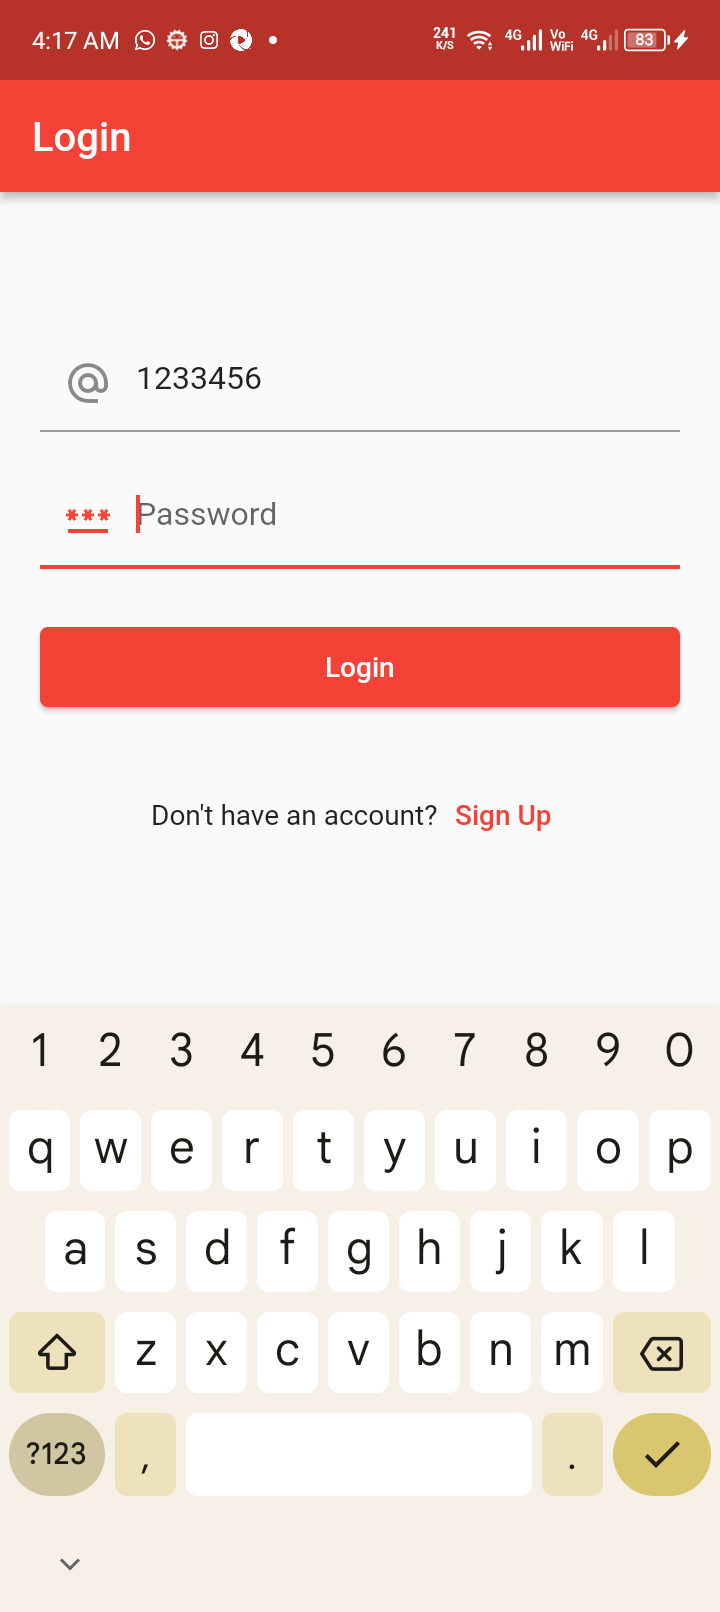 4:17 AM 241 K/S 4G Vo WiFi 4G 83
Login
1233456
*** Password
Login
Don't have an account? Sign Up
1 2 3 4 5 6 7 8 9 0
q w e r t y u i o p
a s d f g h j k l
z x c v b n m
?123 , .